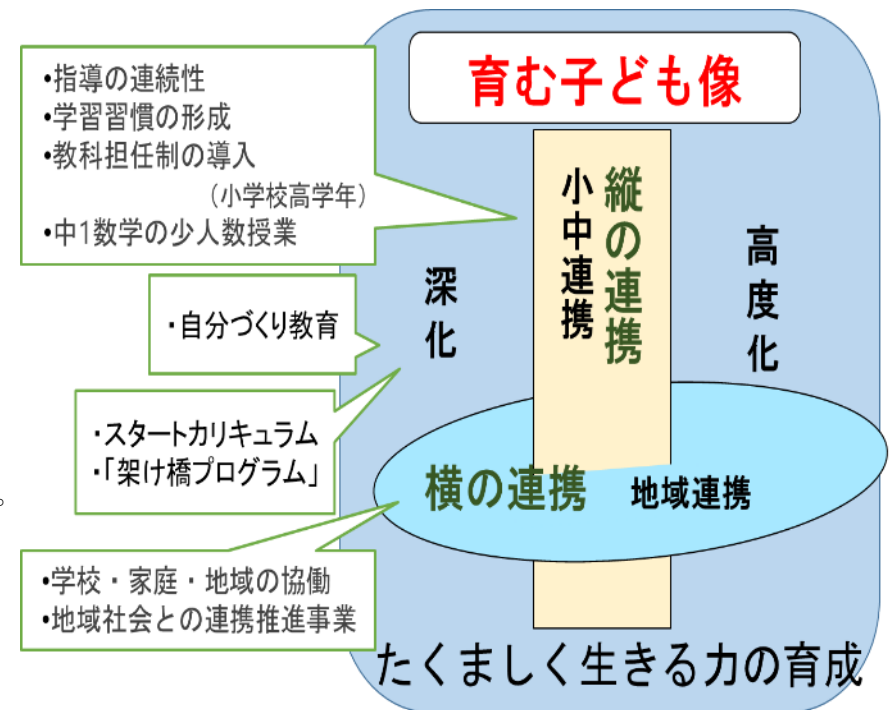 育む子ども像
•指導の連続性
•学習習慣の形成
•教科担任制の導入
（小学校高学年）
•中1数学の少人数授業
縦の連携
小中連携
深化
高度化
・自分づくり教育
・スタートカリキュラム
・「架け橋プログラム」
。
横の連携 地域連携
•学校・家庭・地域の協働
•地域社会との連携推進事業
たくましく生きる力の育成